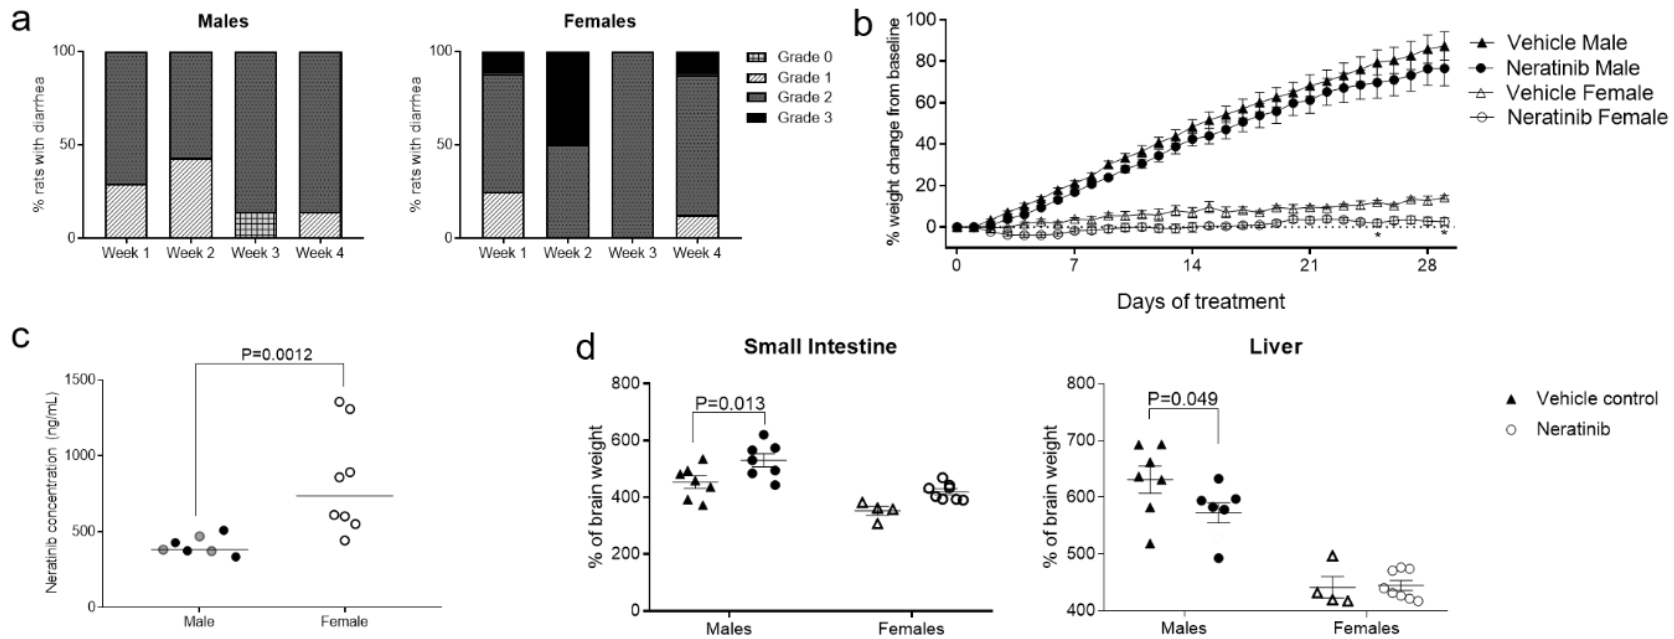 a
Males
% rats with diarrhea
100
50
0
Week 1 Week 2 Week 3 Week 4
Females
% rats with diarrhea
100
50
0
Week 1 Week 2 Week 3 Week 4
Grade 0
Grade 1
Grade 2
Grade 3
b
% weight change from baseline
100
80
60
40
20
0
* *
0 7 14 21 28
Days of treatment
Vehicle Male
Neratinib Male
Vehicle Female
Neratinib Female
c
P=0.0012
Neratinib concentration (ng/mL)
1500
1000
500
0
Male Female
d
Small Intestine
% of brain weight
800
600
400
200
0
P=0.013
Males Females
Liver
% of brain weight
800
700
600
500
400
P=0.049
Males Females
Vehicle control
Neratinib